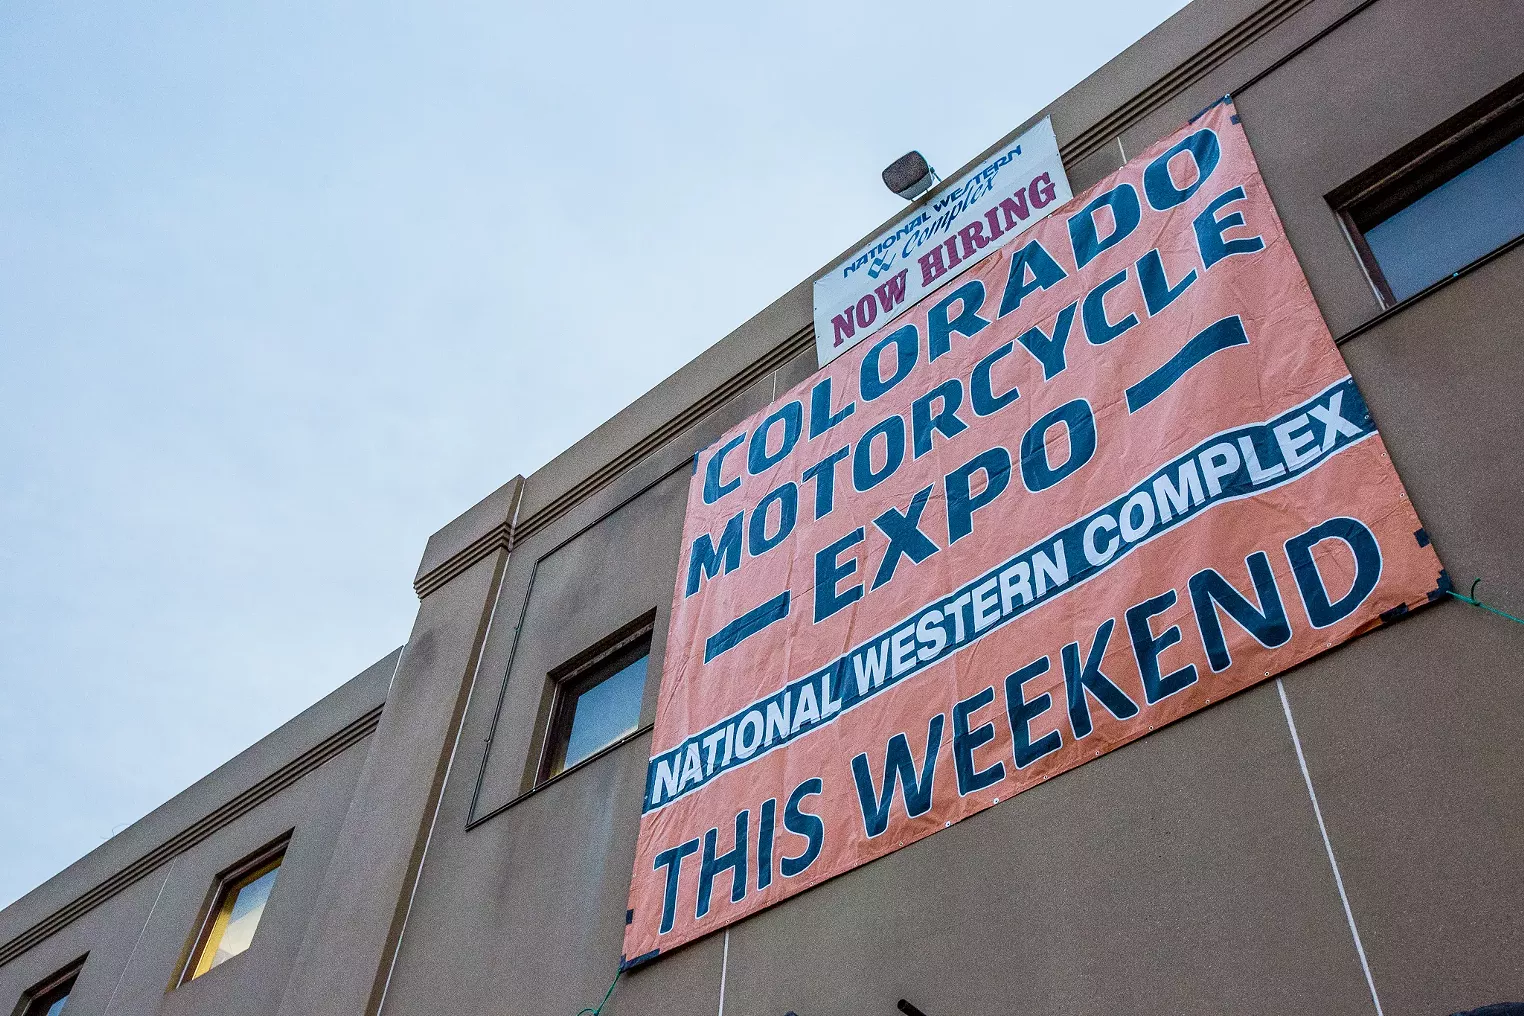 NATIONAL WESTERN
Complex
NOW HIRING
COLORADO
MOTORCYCLE
— EXPO —
NATIONAL WESTERN COMPLEX
THIS WEEKEND